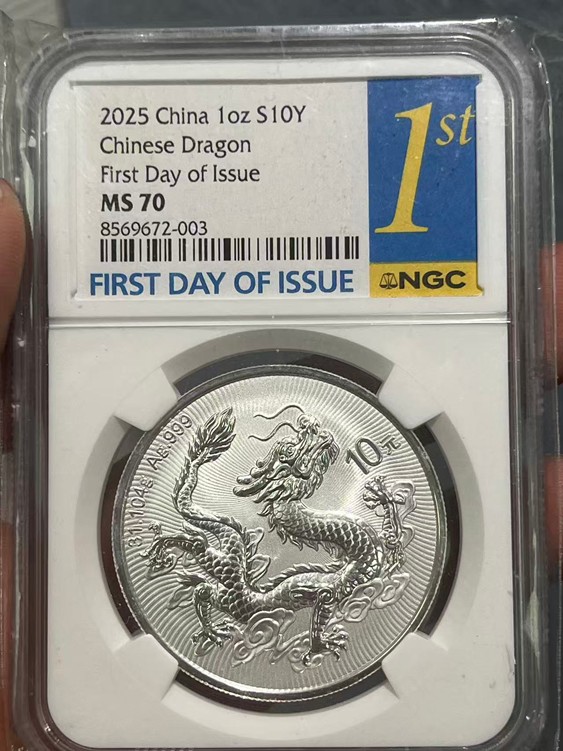 2025 China 1oz S10Y
Chinese Dragon
First Day of Issue
MS 70
8569672-003
FIRST DAY OF ISSUE
1st
NGC
31.104g Ag.999
10元